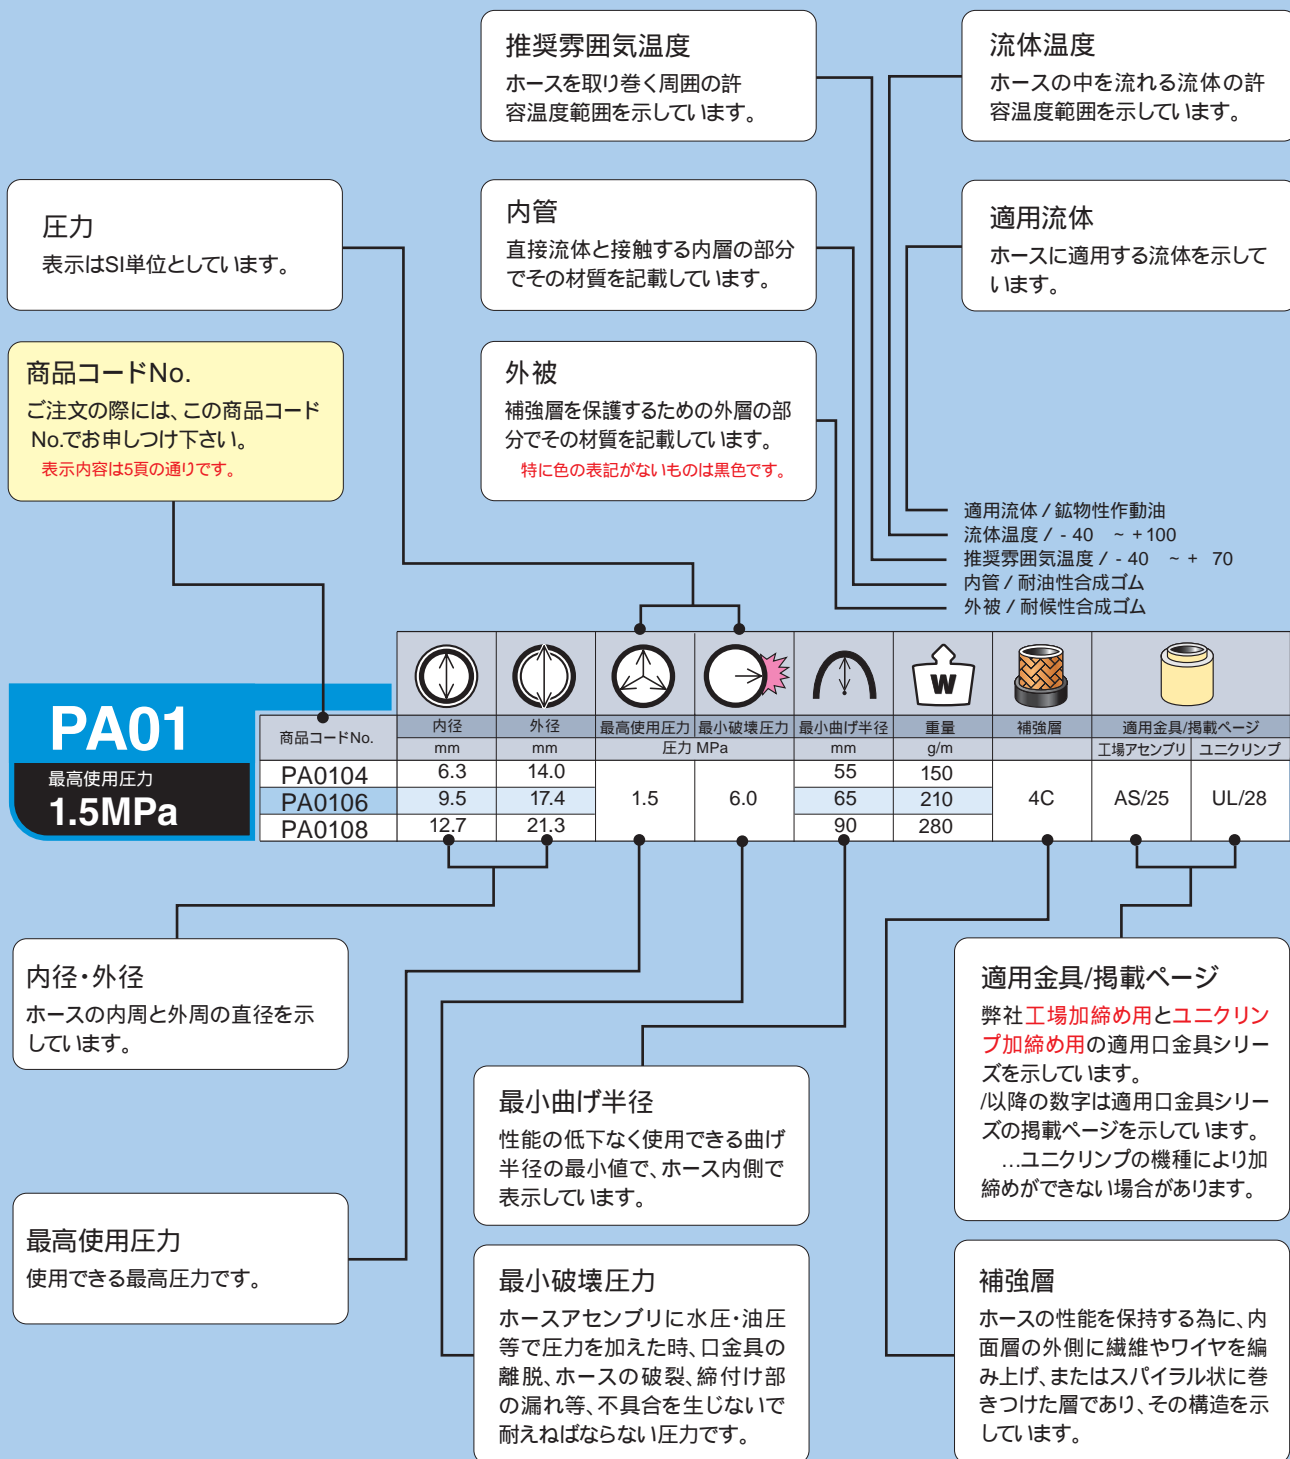 推奨雰囲気温度
ホースを取り巻く周囲の許
容温度範囲を示しています。
流体温度
ホースの中を流れる流体の許
容温度範囲を示しています。
圧力
表示はSI単位としています。
内管
直接流体と接触する内層の部分
でその材質を記載しています。
適用流体
ホースに適用する流体を示して
います。
商品コードNo.
ご注文の際には、この商品コード
No.でお申しつけ下さい。
表示内容は5頁の通りです。
外被
補強層を保護するための外層の部
分でその材質を記載しています。
特に色の表記がないものは黒色です。
適用流体 / 鉱物性作動油
流体温度 / - 40 ~ + 100
推奨雰囲気温度 / - 40 ~ + 70
内管 / 耐油性合成ゴム
外被 / 耐候性合成ゴム
PA01
最高使用圧力
1.5MPa
W
商品コードNo. 内径 外径 最高使用圧力 最小破壊圧力 最小曲げ半径 重量 補強層 適用金具/掲載ページ
mm mm 圧力 MPa mm g/m 工場アセンブリ ユニクリンプ
PA0104 6.3 14.0 55 150
PA0106 9.5 17.4 1.5 6.0 65 210 4C AS/25 UL/28
PA0108 12.7 21.3 90 280
内径・外径
ホースの内周と外周の直径を示
しています。
適用金具/掲載ページ
弊社工場加締め用とユニクリン
プ加締め用の適用口金具シリー
ズを示しています。
/以降の数字は適用口金具シリー
ズの掲載ページを示しています。
…ユニクリンプの機種により加
締めができない場合があります。
最小曲げ半径
性能の低下なく使用できる曲げ
半径の最小値で、ホース内側で
表示しています。
最高使用圧力
使用できる最高圧力です。
最小破壊圧力
ホースアセンブリに水圧・油圧
等で圧力を加えた時、口金具の
離脱、ホースの破裂、締付け部
の漏れ等、不具合を生じないで
耐えねばならない圧力です。
補強層
ホースの性能を保持する為に、内
面層の外側に繊維やワイヤを編
み上げ、またはスパイラル状に巻
きつけた層であり、その構造を示
しています。